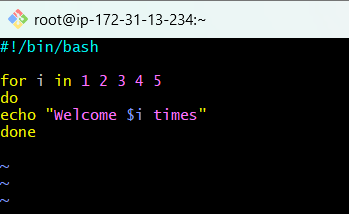 root@ip-172-31-13-234:~
#!/bin/bash
for i in 1 2 3 4 5
do
echo "Welcome $i times"
done
~
~
~